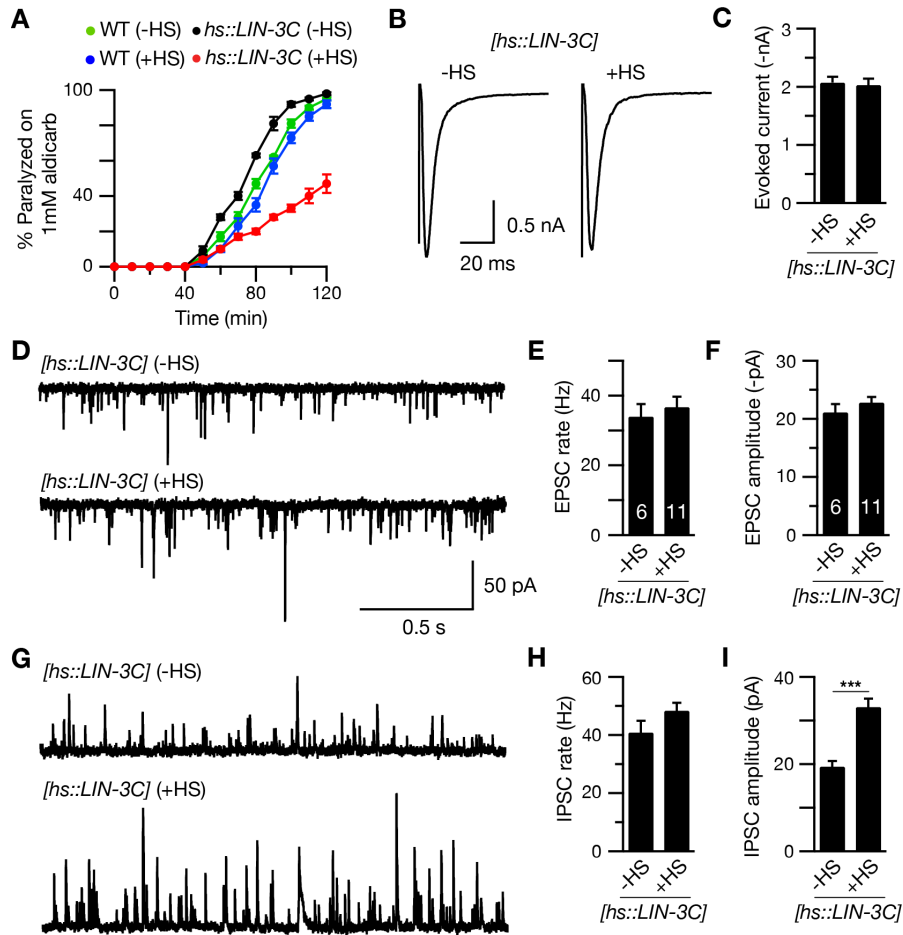 A
WT (-HS) hs::LIN-3C (-HS)
WT (+HS) hs::LIN-3C (+HS)
% Paralyzed on
1mM aldicarb
100
40
0
0 40 80 120
Time (min)
B
[hs::LIN-3C]
-HS +HS
0.5 nA
20 ms
C
Evoked current (-nA)
3
2
1
0
-HS
+HS
[hs::LIN-3C]
D
[hs::LIN-3C] (-HS)
[hs::LIN-3C] (+HS)
50 pA
0.5 s
E
EPSC rate (Hz)
40
20
0
6 11
-HS
+HS
[hs::LIN-3C]
F
EPSC amplitude (-pA)
30
20
10
0
6 11
-HS
+HS
[hs::LIN-3C]
G
[hs::LIN-3C] (-HS)
[hs::LIN-3C] (+HS)
H
IPSC rate (Hz)
60
40
20
0
-HS
+HS
[hs::LIN-3C]
I
IPSC amplitude (pA)
40
20
0
***
-HS
+HS
[hs::LIN-3C]